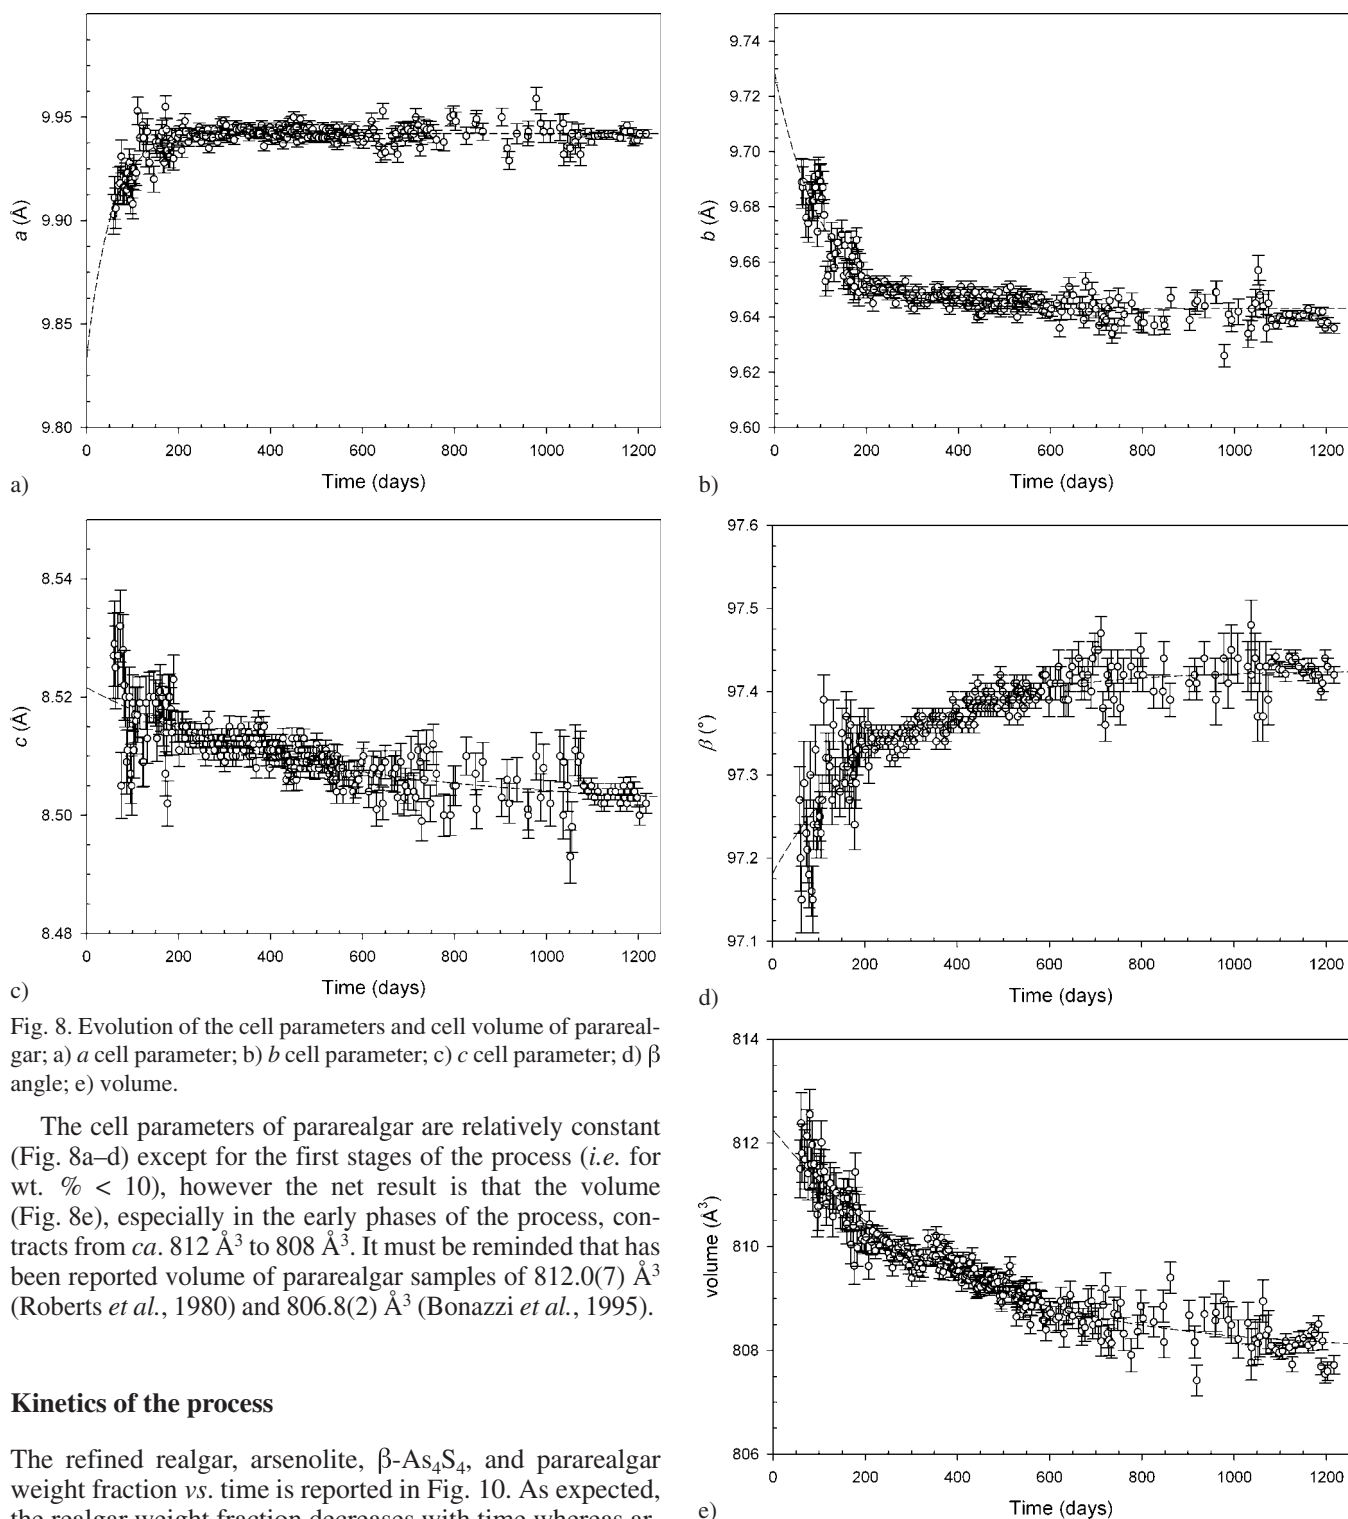 9.95
9.90
9.85
9.80
a (Å)
0 200 400 600 800 1000 1200
Time (days)
a)
9.74
9.72
9.70
9.68
9.66
9.64
9.62
9.60
b (Å)
0 200 400 600 800 1000 1200
Time (days)
b)
8.54
8.52
8.50
8.48
c (Å)
0 200 400 600 800 1000 1200
Time (days)
c)
97.6
97.5
97.4
97.3
97.2
97.1
β (°)
0 200 400 600 800 1000 1200
Time (days)
d)
Fig. 8. Evolution of the cell parameters and cell volume of parareal-
gar; a) a cell parameter; b) b cell parameter; c) c cell parameter; d) β
angle; e) volume.
The cell parameters of pararealgar are relatively constant
(Fig. 8a–d) except for the first stages of the process (i.e. for
wt. % < 10), however the net result is that the volume
(Fig. 8e), especially in the early phases of the process, con-
tracts from ca. 812 Å³ to 808 Å³. It must be reminded that has
been reported volume of pararealgar samples of 812.0(7) Å³
(Roberts et al., 1980) and 806.8(2) Å³ (Bonazzi et al., 1995).
Kinetics of the process
The refined realgar, arsenolite, β-As₄S₄, and pararealgar
weight fraction vs. time is reported in Fig. 10. As expected,
the realgar weight fraction decreases with time whereas ar-
814
812
810
808
806
volume (Å³)
0 200 400 600 800 1000 1200
Time (days)
e)